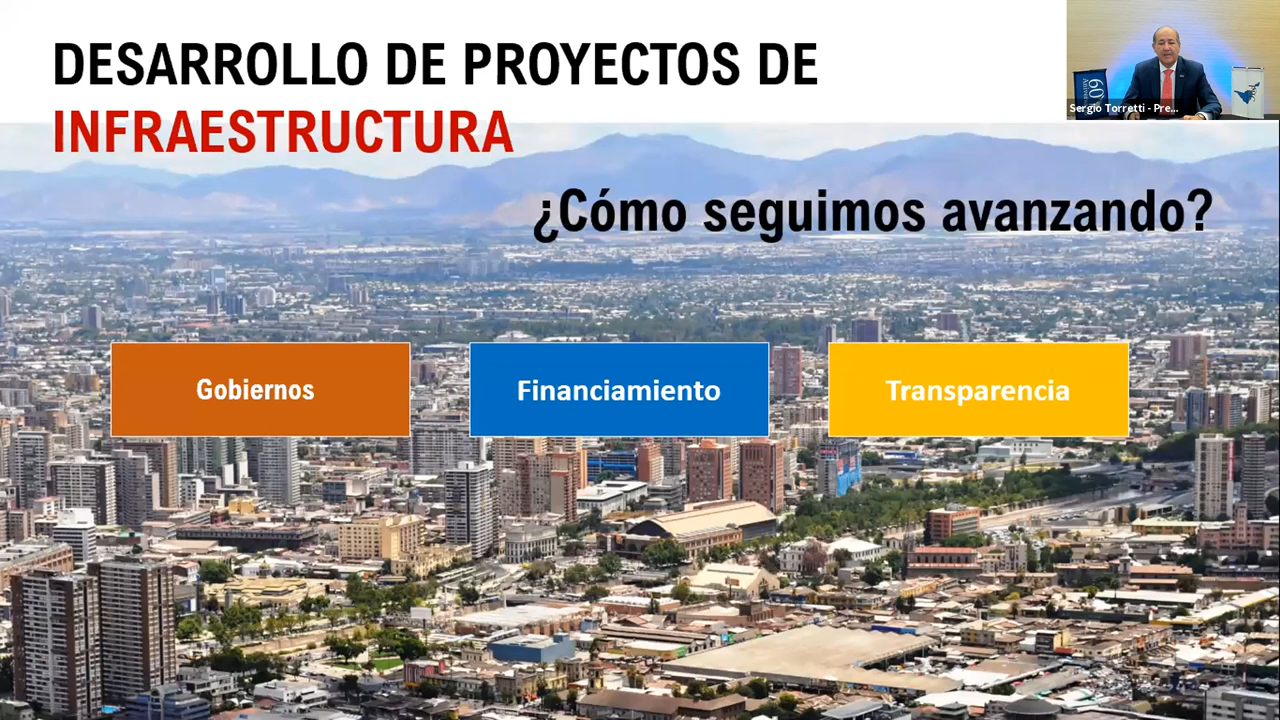 DESARROLLO DE PROYECTOS DE
INFRAESTRUCTURA
Sergio Torretti - Pre...
¿Cómo seguimos avanzando?
Gobiernos
Financiamiento
Transparencia